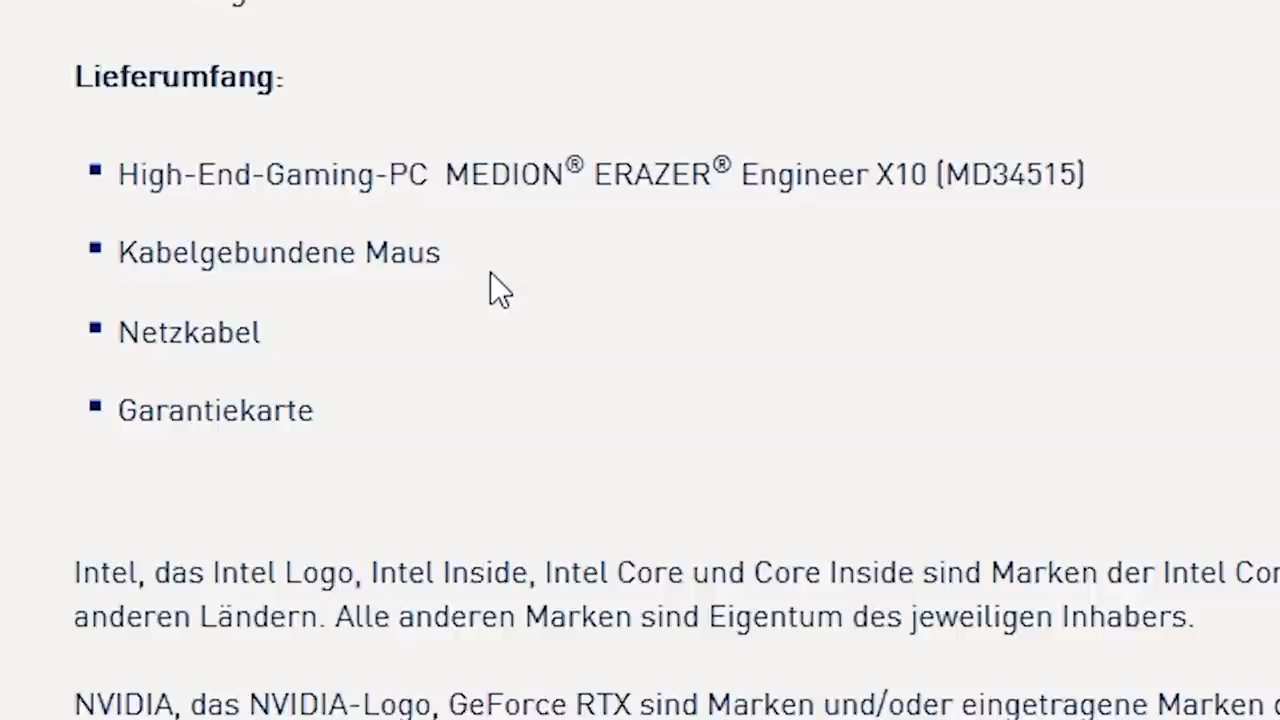 Lieferumfang:
High-End-Gaming-PC MEDION® ERAZER® Engineer X10 (MD34515)
Kabelgebundene Maus
Netzkabel
Garantiekarte
Intel, das Intel Logo, Intel Inside, Intel Core und Core Inside sind Marken der Intel
anderen Ländern. Alle anderen Marken sind Eigentum des jeweiligen Inhabers.
NVIDIA, das NVIDIA-Logo, GeForce RTX sind Marken und/oder eingetragene Marken